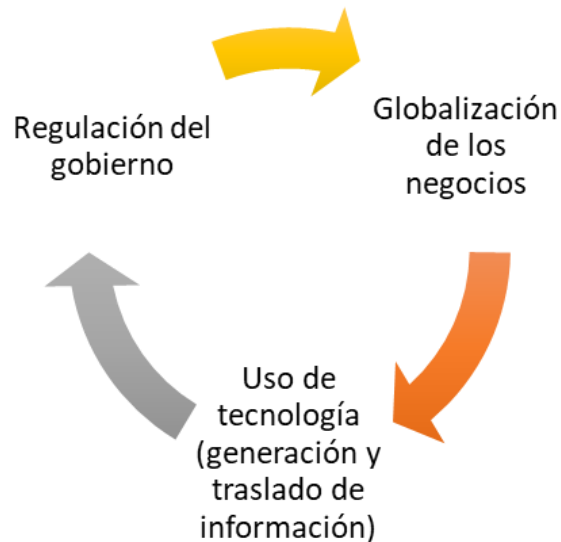 Regulación del
gobierno
Globalización
de los
negocios
Uso de
tecnología
(generación y
traslado de
información)